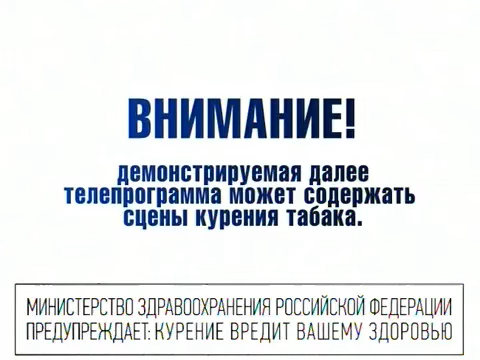 ВНИМАНИЕ!
демонстрируемая далее
телепрограмма может содержать
сцены курения табака.
МИНИСТЕРСТВО ЗДРАВООХРАНЕНИЯ РОССИЙСКОЙ ФЕДЕРАЦИИ
ПРЕДУПРЕЖДАЕТ: КУРЕНИЕ ВРЕДИТ ВАШЕМУ ЗДОРОВЬЮ